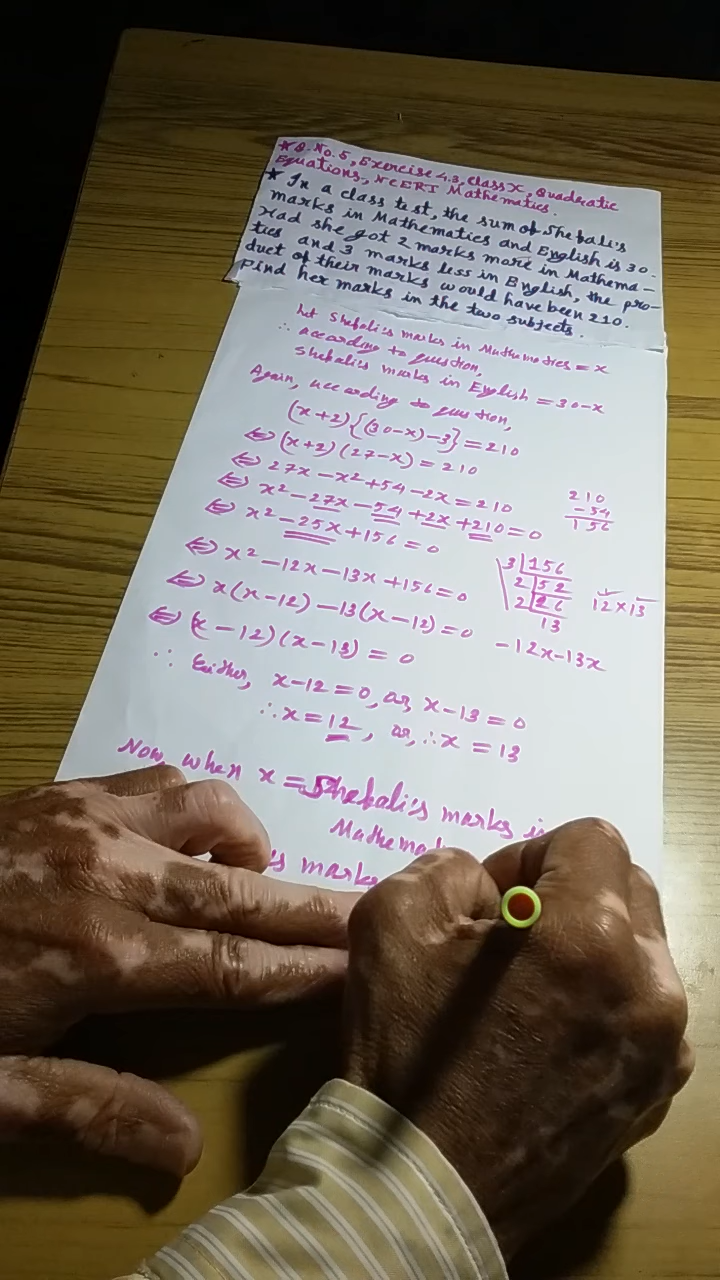 * Q. No. 5, Exercise 4.3, Class X, Quadratic
Equations, NCERT Mathematics.
* In a class test, the sum of Shefali's
marks in Mathematics and English is 30.
Had she got 2 marks more in Mathema-
tics and 3 marks less in English, the pro-
duct of their marks would have been 210.
Find her marks in the two subjects.
Let Shefali's marks in Mathematics = x
∴ according to question,
Shefali's marks in English = 30-x
Again, according to question,
(x+2){(30-x)-3} = 210
⇔ (x+2)(27-x) = 210
⇔ 27x-x²+54-2x = 210
⇔ x²-27x-54+2x+210=0
⇔ x²-25x+156=0
210
-54
156
⇔ x²-12x-13x+156=0
⇔ x(x-12)-13(x-12)=0
⇔ (x-12)(x-13) = 0
3 156
2 52
2 26
13
12x13
-12x-13x
∴ Either, x-12=0, or, x-13=0
∴ x=12, or, ∴ x = 13
Now, when x = Shefali's marks
Mathema
marks